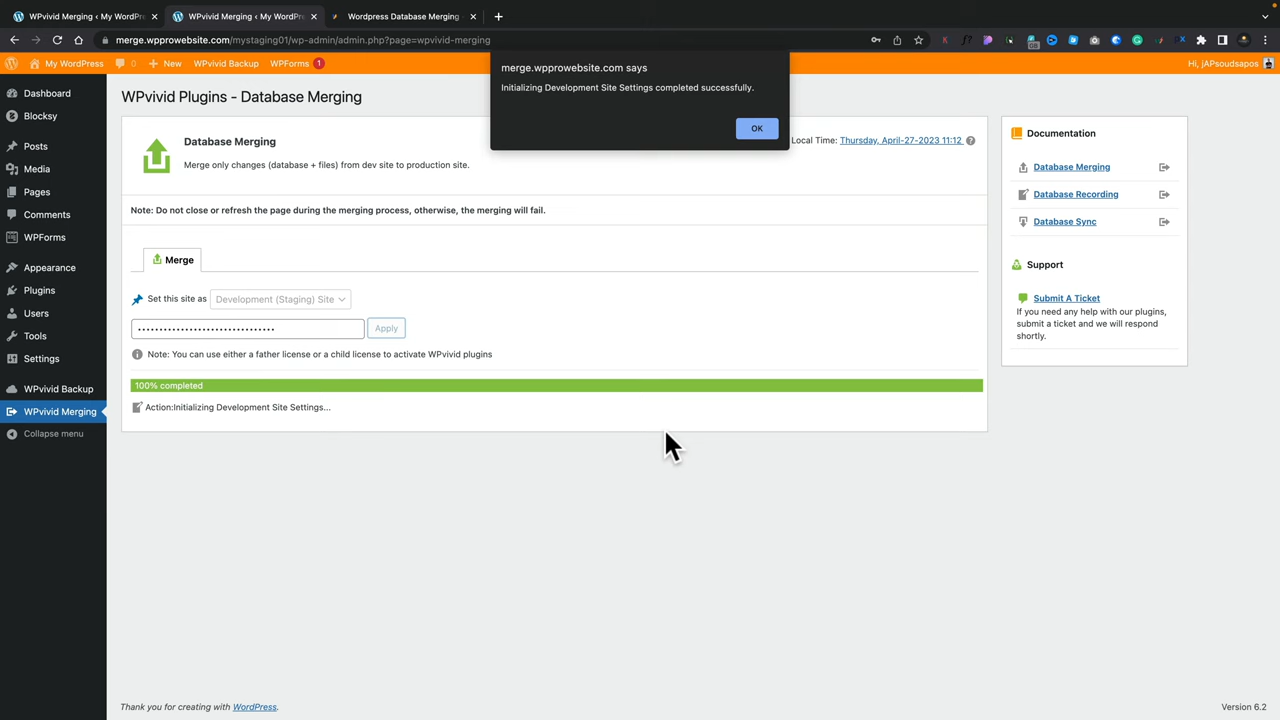 WPvivid Merging ‹ My WordPr
WPvivid Merging ‹ My WordPr
Wordpress Database Merging
merge.wpprowebsite.com/mystaging01/wp-admin/admin.php?page=wpvivid-merging
My WordPress
0
New
WPvivid Backup
WPForms 1
Hi, jAPsoudsapos
merge.wpprowebsite.com says
Initializing Development Site Settings completed successfully.
OK
Dashboard
Blocksy
Posts
Media
Pages
Comments
WPForms
Appearance
Plugins
Users
Tools
Settings
WPvivid Backup
WPvivid Merging
Collapse menu
WPvivid Plugins - Database Merging
Database Merging
Merge only changes (database + files) from dev site to production site.
Local Time: Thursday, April-27-2023 11:12
Note: Do not close or refresh the page during the merging process, otherwise, the merging will fail.
Merge
Set this site as Development (Staging) Site
Apply
Note: You can use either a father license or a child license to activate WPvivid plugins
100% completed
Action:Initializing Development Site Settings...
Documentation
Database Merging
Database Recording
Database Sync
Support
Submit A Ticket
If you need any help with our plugins,
submit a ticket and we will respond
shortly.
Thank you for creating with WordPress.
Version 6.2